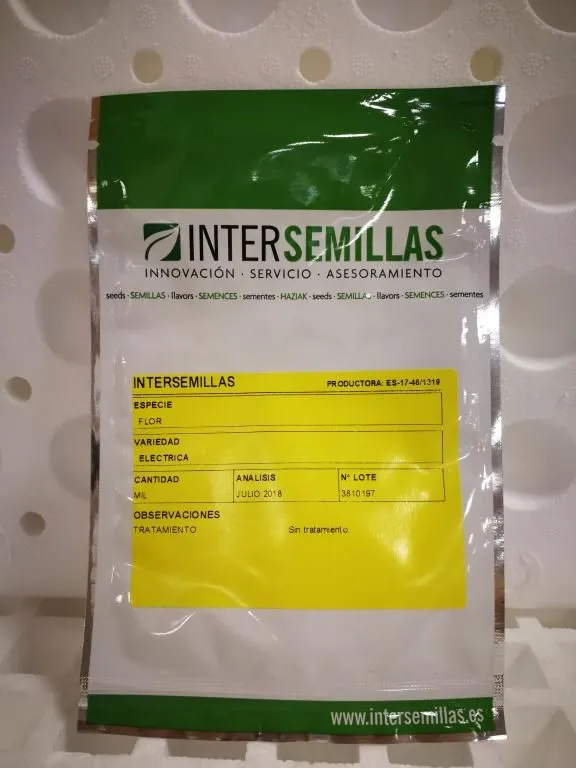 INTERSEMILLAS
INNOVACIÓN · SERVICIO · ASESORAMIENTO
seeds · SEMILLAS · llavors · SEMENCES · sementes · HAZIAK · seeds · SEMILLAS · llavors · SEMENCES · sementes
INTERSEMILLAS PRODUCTORA: ES-17-46/1319
ESPECIE
FLOR
VARIEDAD
ELECTRICA
CANTIDAD ANALISIS Nº LOTE
MIL JULIO 2018 3810197
OBSERVACIONES
TRATAMIENTO Sin tratamiento
www.intersemillas.es